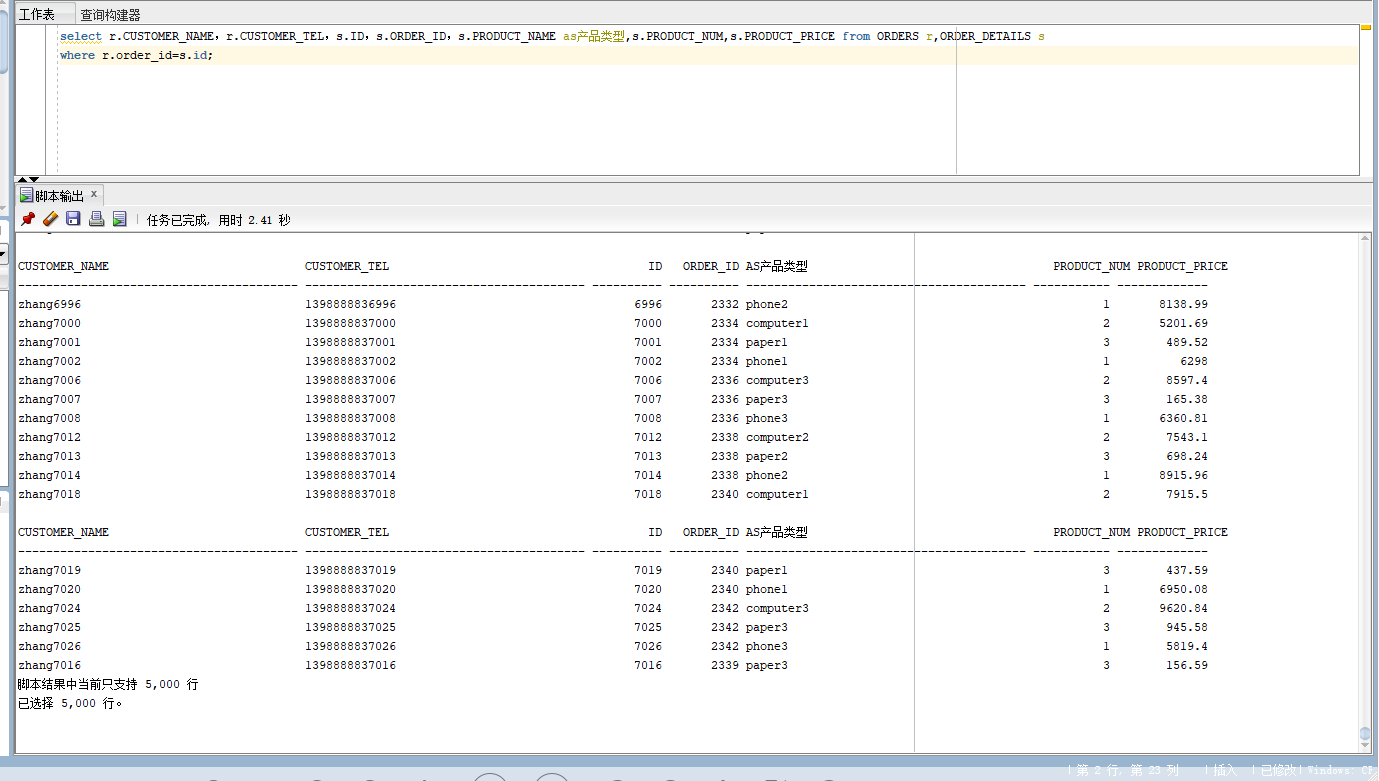 工作表 查询构建器
select r.CUSTOMER_NAME，r.CUSTOMER_TEL，s.ID，s.ORDER_ID，s.PRODUCT_NAME as产品类型,s.PRODUCT_NUM,s.PRODUCT_PRICE from ORDERS r,ORDER_DETAILS s
where r.order_id=s.id;
脚本输出 x
任务已完成, 用时 2.41 秒
CUSTOMER_NAME CUSTOMER_TEL ID ORDER_ID AS产品类型 PRODUCT_NUM PRODUCT_PRICE
zhang6996 1398888836996 6996 2332 phone2 1 8138.99
zhang7000 1398888837000 7000 2334 computer1 2 5201.69
zhang7001 1398888837001 7001 2334 paper1 3 489.52
zhang7002 1398888837002 7002 2334 phone1 1 6298
zhang7006 1398888837006 7006 2336 computer3 2 8597.4
zhang7007 1398888837007 7007 2336 paper3 3 165.38
zhang7008 1398888837008 7008 2336 phone3 1 6360.81
zhang7012 1398888837012 7012 2338 computer2 2 7543.1
zhang7013 1398888837013 7013 2338 paper2 3 698.24
zhang7014 1398888837014 7014 2338 phone2 1 8915.96
zhang7018 1398888837018 7018 2340 computer1 2 7915.5
CUSTOMER_NAME CUSTOMER_TEL ID ORDER_ID AS产品类型 PRODUCT_NUM PRODUCT_PRICE
zhang7019 1398888837019 7019 2340 paper1 3 437.59
zhang7020 1398888837020 7020 2340 phone1 1 6950.08
zhang7024 1398888837024 7024 2342 computer3 2 9620.84
zhang7025 1398888837025 7025 2342 paper3 3 945.58
zhang7026 1398888837026 7026 2342 phone3 1 5819.4
zhang7016 1398888837016 7016 2339 paper3 3 156.59
脚本结果中当前只支持 5,000 行
已选择 5,000 行。
第 2 行, 第 23 列 插入 已修改 Windows: CR